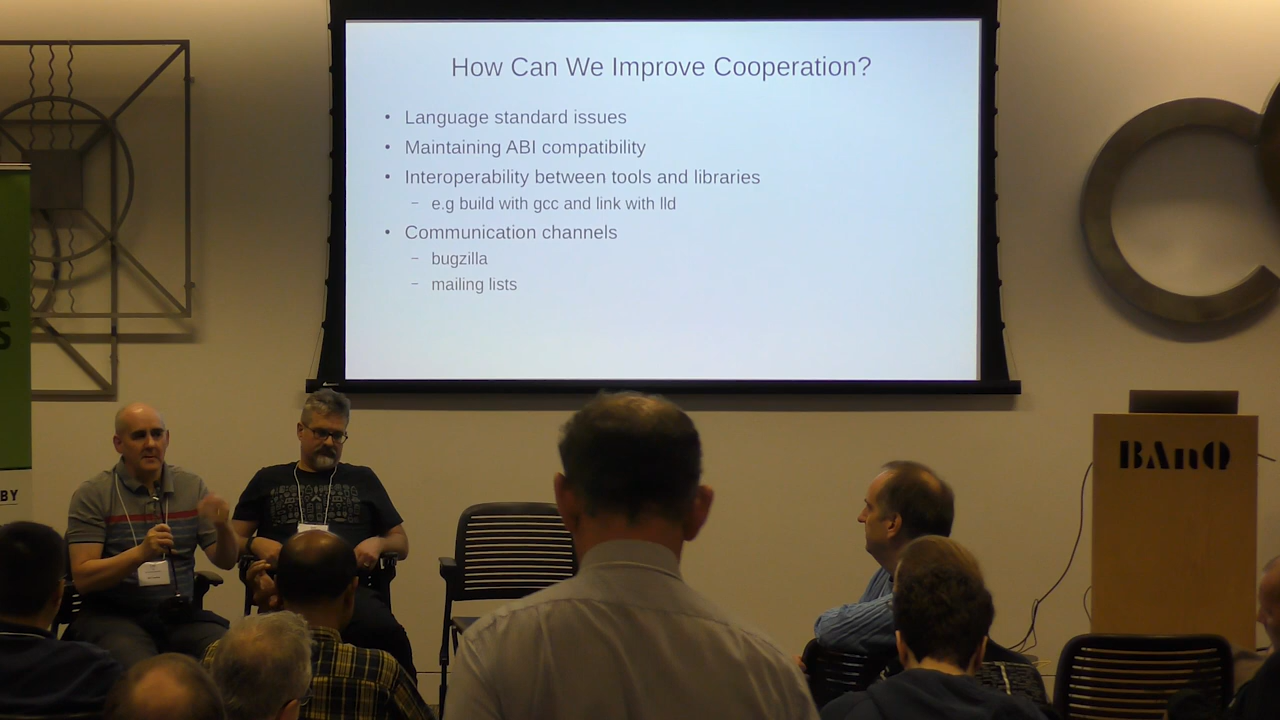 How Can We Improve Cooperation?
• Language standard issues
• Maintaining ABI compatibility
• Interoperability between tools and libraries
– e.g build with gcc and link with lld
• Communication channels
– bugzilla
– mailing lists
S
BY
BAnQ